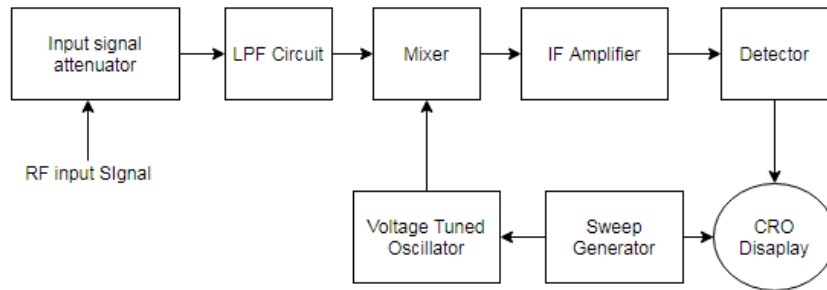 Input signal
attenuator
LPF Circuit
Mixer
IF Amplifier
Detector
RF input SIgnal
Voltage Tuned
Oscillator
Sweep
Generator
CRO
Disaplay